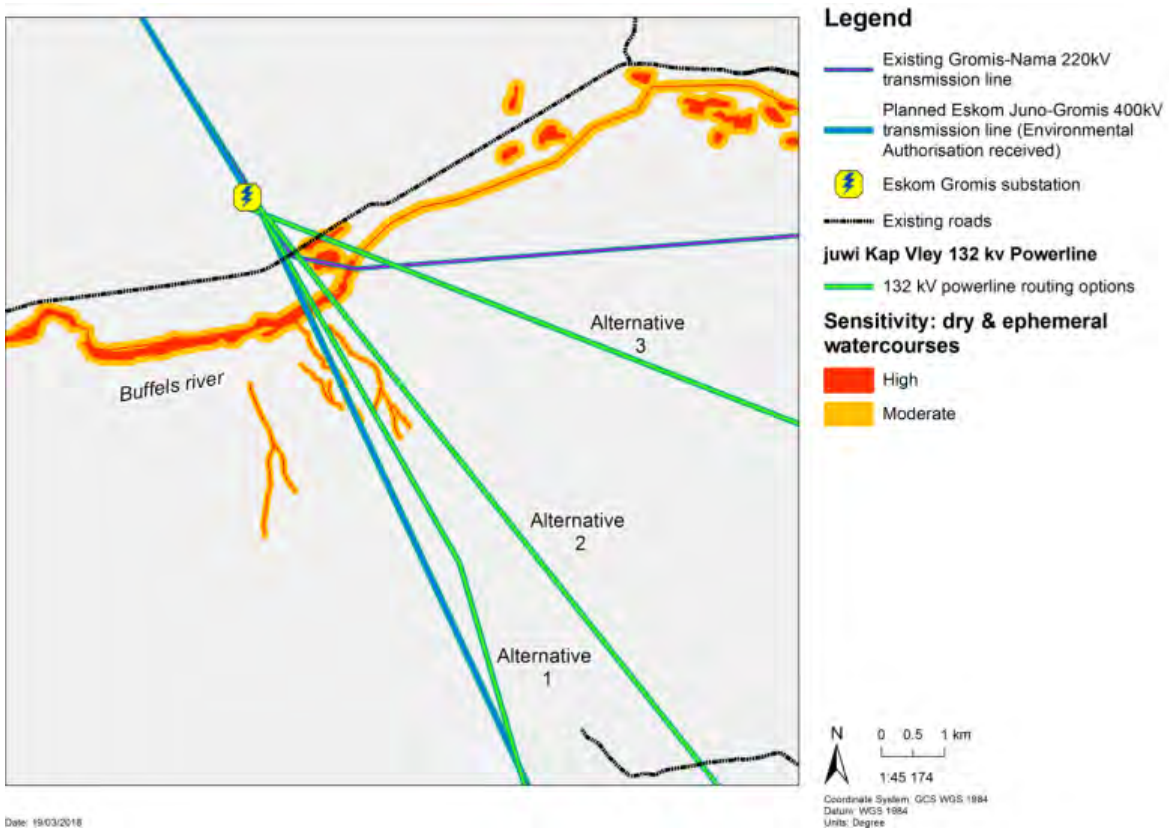 Legend
Existing Gromis-Nama 220kV
transmission line
Planned Eskom Juno-Gromis 400kV
transmission line (Environmental
Authorisation received)
Eskom Gromis substation
Existing roads
juwi Kap Vley 132 kv Powerline
132 kV powerline routing options
Sensitivity: dry & ephemeral
watercourses
High
Moderate
Alternative
3
Buffels river
Alternative
2
Alternative
1
N
0 0.5 1 km
1:45 174
Coordinate System: GCS WGS 1984
Datum: WGS 1984
Units: Degree
Date: 19/03/2018